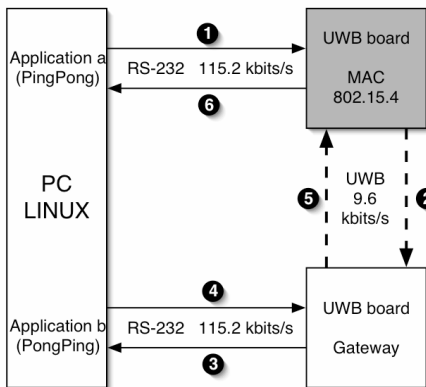 Application a
(PingPong)
1
RS-232 115.2 kbits/s
6
UWB board
MAC
802.15.4
PC
LINUX
5
UWB
9.6
kbits/s
2
4
Application b
(PongPing)
RS-232 115.2 kbits/s
3
UWB board
Gateway